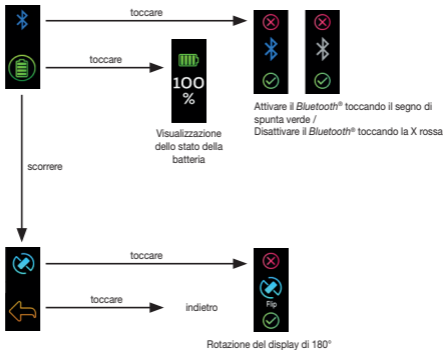 toccare
toccare
100
%
Attivare il Bluetooth® toccando il segno di
spunta verde /
Disattivare il Bluetooth® toccando la X rossa
Visualizzazione
dello stato della
batteria
scorrere
toccare
toccare
indietro
Flip
Rotazione del display di 180°